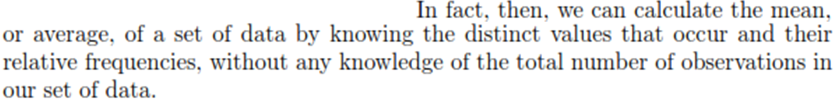 In fact, then, we can calculate the mean,
or average, of a set of data by knowing the distinct values that occur and their
relative frequencies, without any knowledge of the total number of observations in
our set of data.